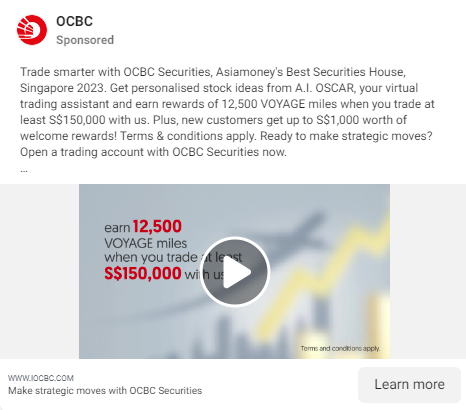 OCBC
Sponsored
Trade smarter with OCBC Securities, Asiamoney's Best Securities House,
Singapore 2023. Get personalised stock ideas from A.I. OSCAR, your virtual
trading assistant and earn rewards of 12,500 VOYAGE miles when you trade at
least S$150,000 with us. Plus, new customers get up to S$1,000 worth of
welcome rewards! Terms & conditions apply. Ready to make strategic moves?
Open a trading account with OCBC Securities now.
...
earn 12,500
VOYAGE miles
when you trade at least
S$150,000 with us
Terms and conditions apply.
WWW.IOCBC.COM
Make strategic moves with OCBC Securities
Learn more